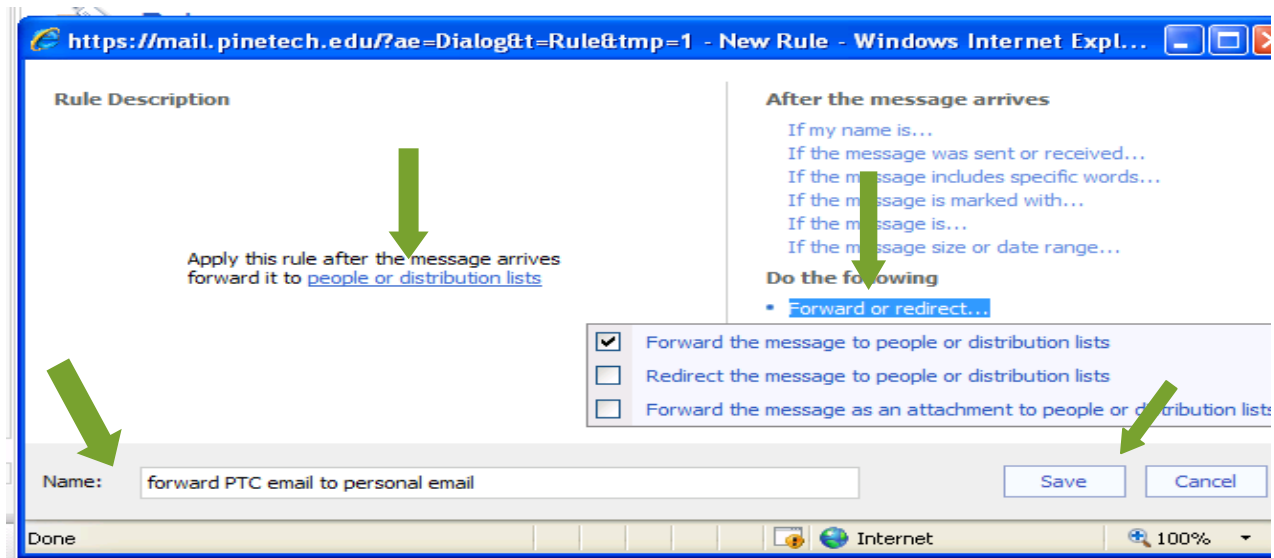 https://mail.pinetech.edu/?ae=Dialog&t=Rule&tmp=1 - New Rule - Windows Internet Expl...
Rule Description
Apply this rule after the message arrives
forward it to people or distribution lists
After the message arrives
If my name is...
If the message was sent or received...
If the message includes specific words...
If the message is marked with...
If the message is...
If the message size or date range...
Do the following
• Forward or redirect...
Forward the message to people or distribution lists
Redirect the message to people or distribution lists
Forward the message as an attachment to people or distribution lists
Name: forward PTC email to personal email
Save Cancel
Done Internet 100%